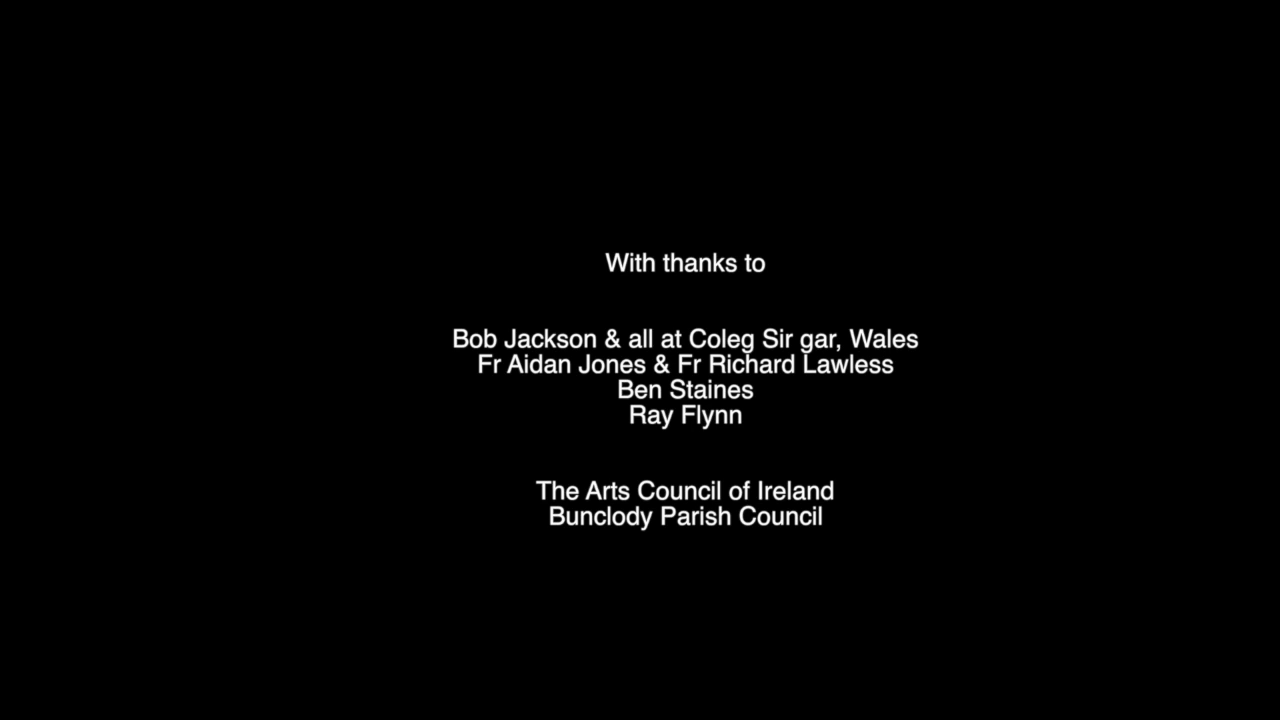 With thanks to
Bob Jackson & all at Coleg Sir gar, Wales
Fr Aidan Jones & Fr Richard Lawless
Ben Staines
Ray Flynn
The Arts Council of Ireland
Bunclody Parish Council